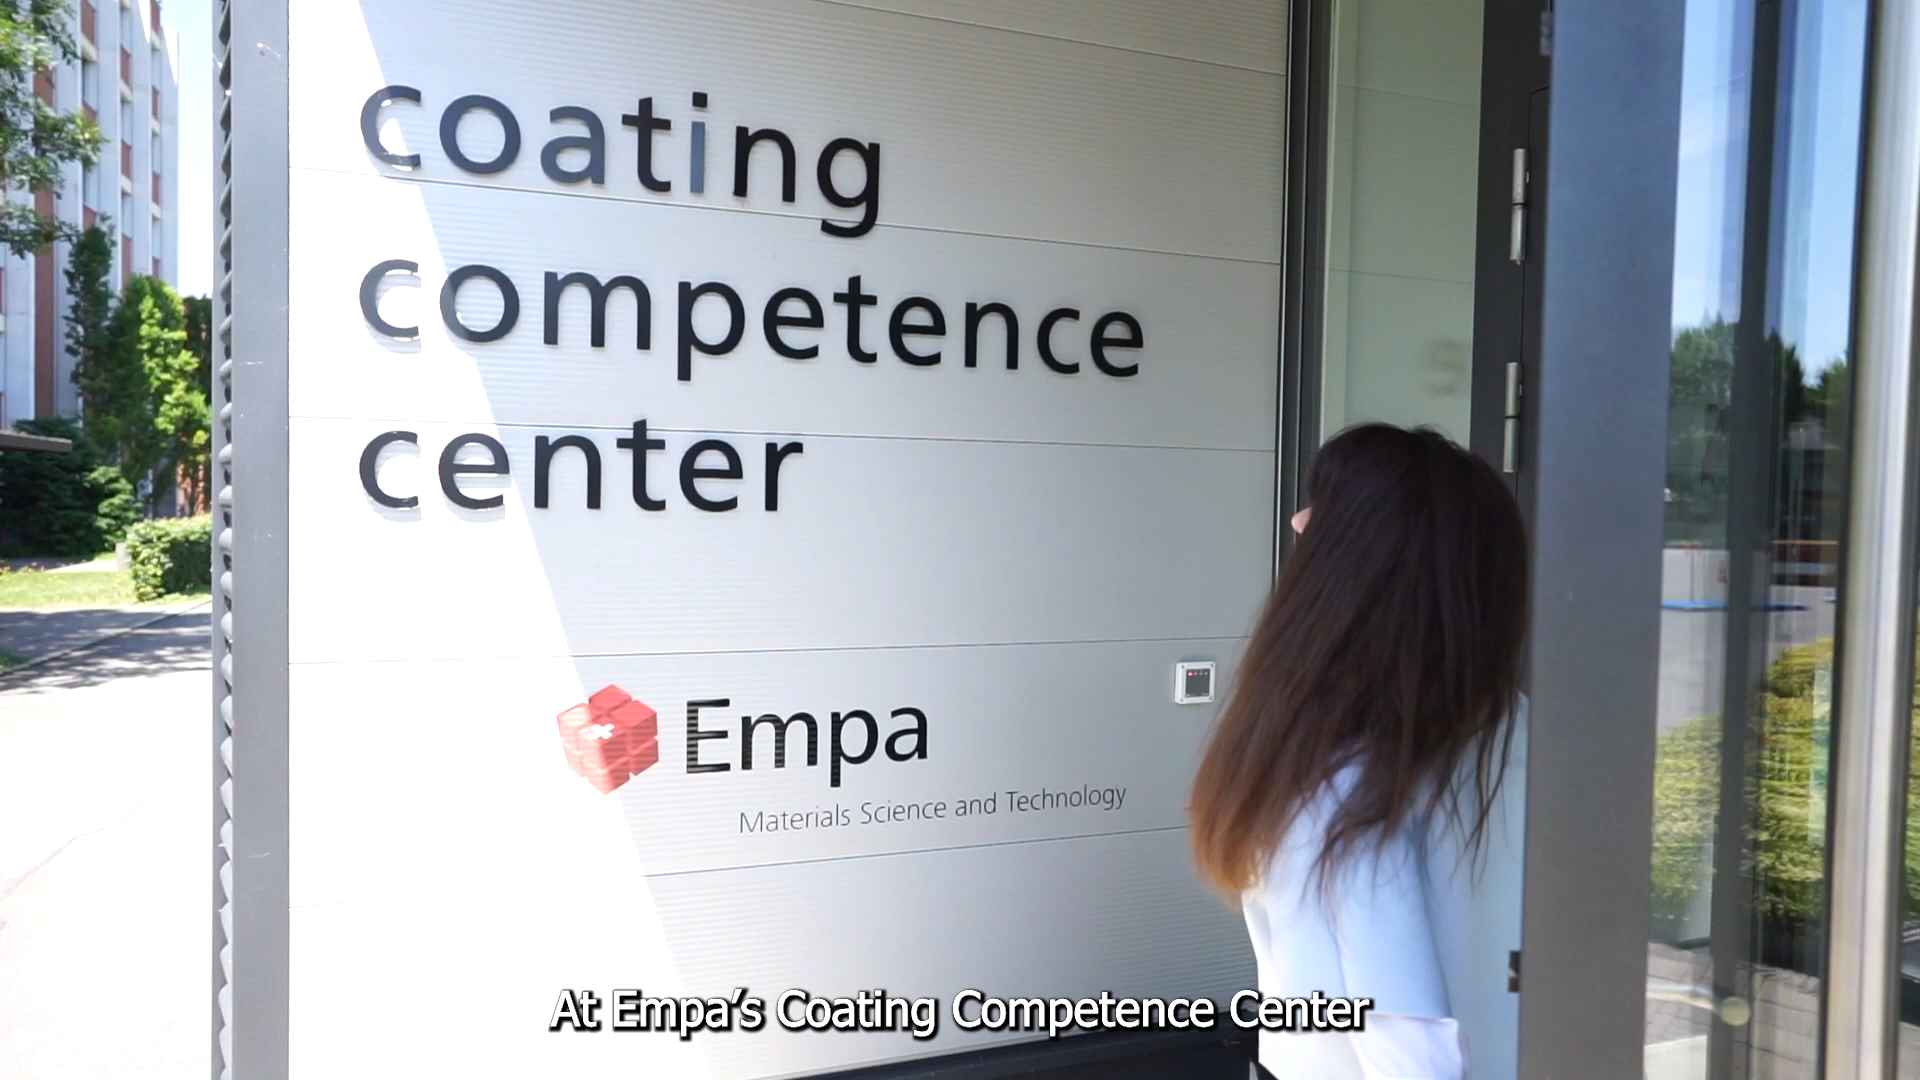 coating
competence
center
Empa
Materials Science and Technology
At Empa’s Coating Competence Center